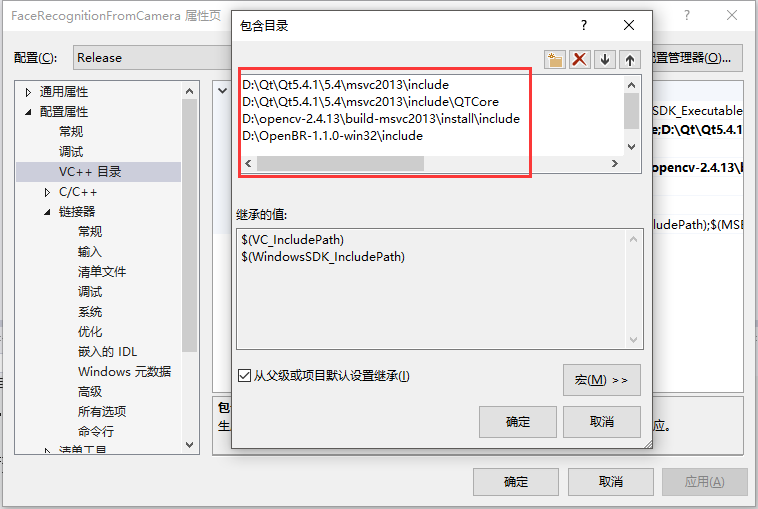 FaceRecognitionFromCamera 属性页
?
配置(C):
Release
配置管理器(O)...
通用属性
配置属性
常规
调试
VC++ 目录
C/C++
链接器
常规
输入
清单文件
调试
系统
优化
嵌入的 IDL
Windows 元数据
高级
所有选项
命令行
清单工具
包含目录
?
D:\Qt\Qt5.4.1\5.4\msvc2013\include
D:\Qt\Qt5.4.1\5.4\msvc2013\include\QTCore
D:\opencv-2.4.13\build-msvc2013\install\include
D:\OpenBR-1.1.0-win32\include
继承的值:
$(VC_IncludePath)
$(WindowsSDK_IncludePath)
从父级或项目默认设置继承(I)
宏(M) >>
确定
取消
SDK_Executable
e;D:\Qt\Qt5.4.1
opencv-2.4.13\b
ludePath);$(MSB
包
生
应。
确定
取消
应用(A)